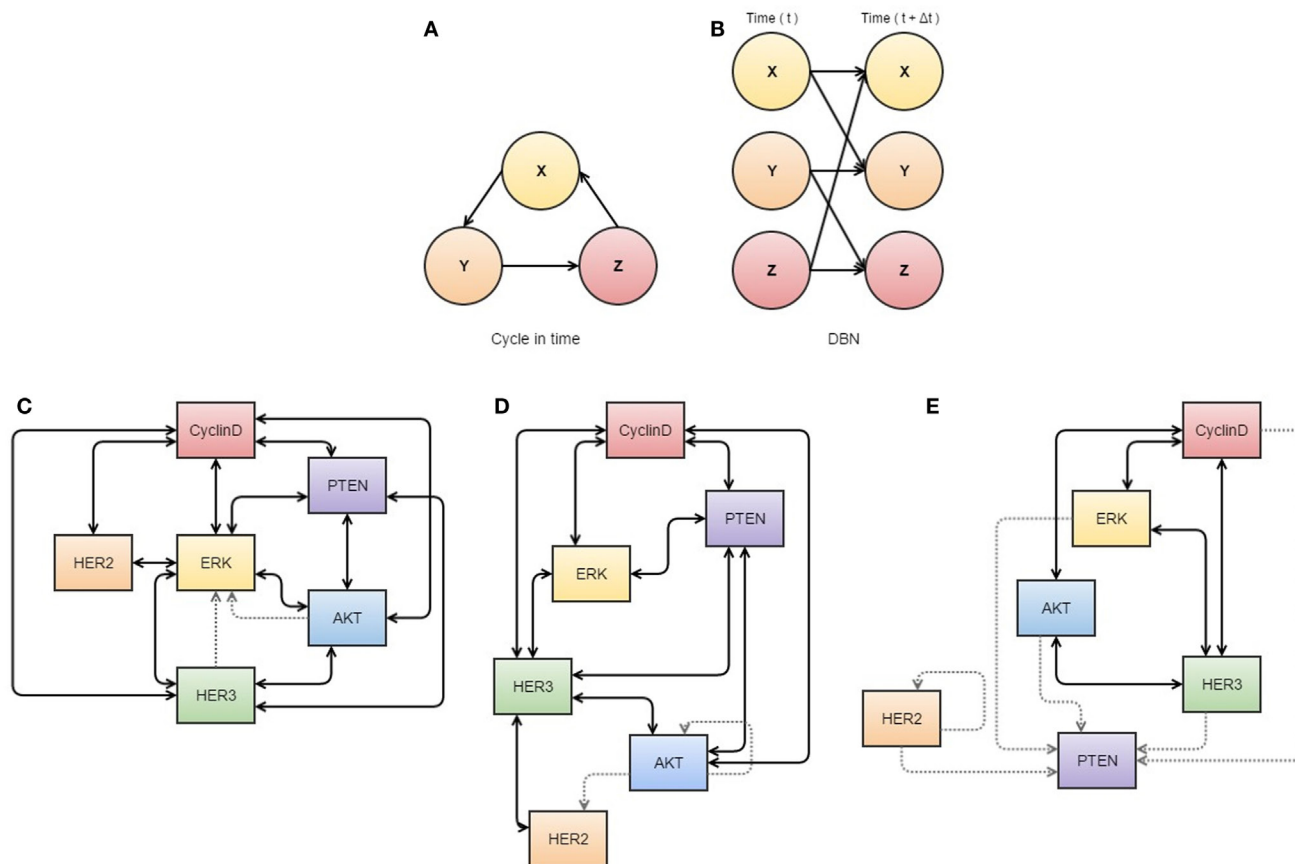 A
B
Time ( t )
Time ( t + Δt )
X
X
X
Y
Y
Y
Z
Z
Z
Cycle in time
DBN
C
CyclinD
PTEN
HER2
ERK
AKT
HER3
D
CyclinD
PTEN
ERK
HER3
AKT
HER2
E
CyclinD
ERK
AKT
HER3
HER2
PTEN